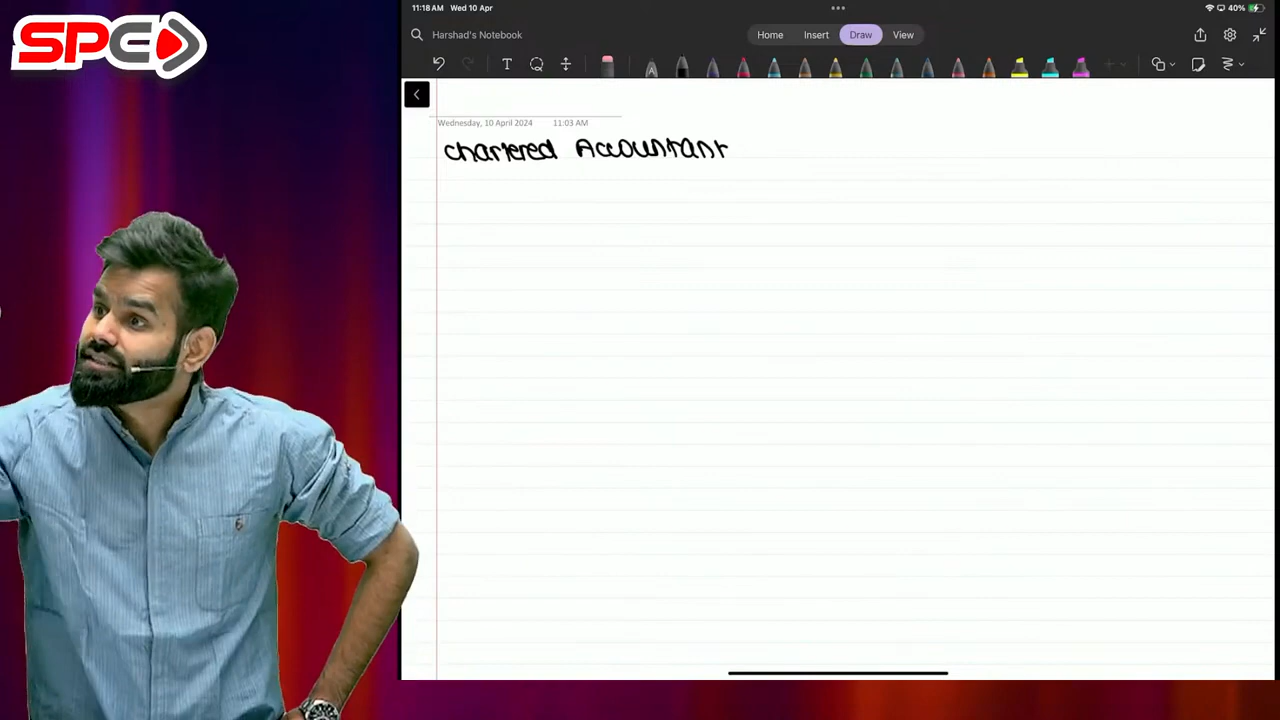 SPC
11:18 AM Wed 10 Apr
40%
Harshad's Notebook
Home Insert Draw View
Wednesday, 10 April 2024 11:03 AM
chartered Accountant